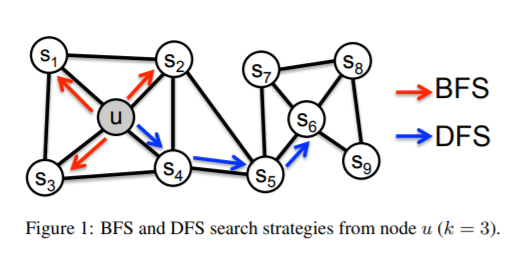 s1
s2
s7
s8
BFS
u
s6
DFS
s3
s4
s5
s9
Figure 1: BFS and DFS search strategies from node u (k = 3).